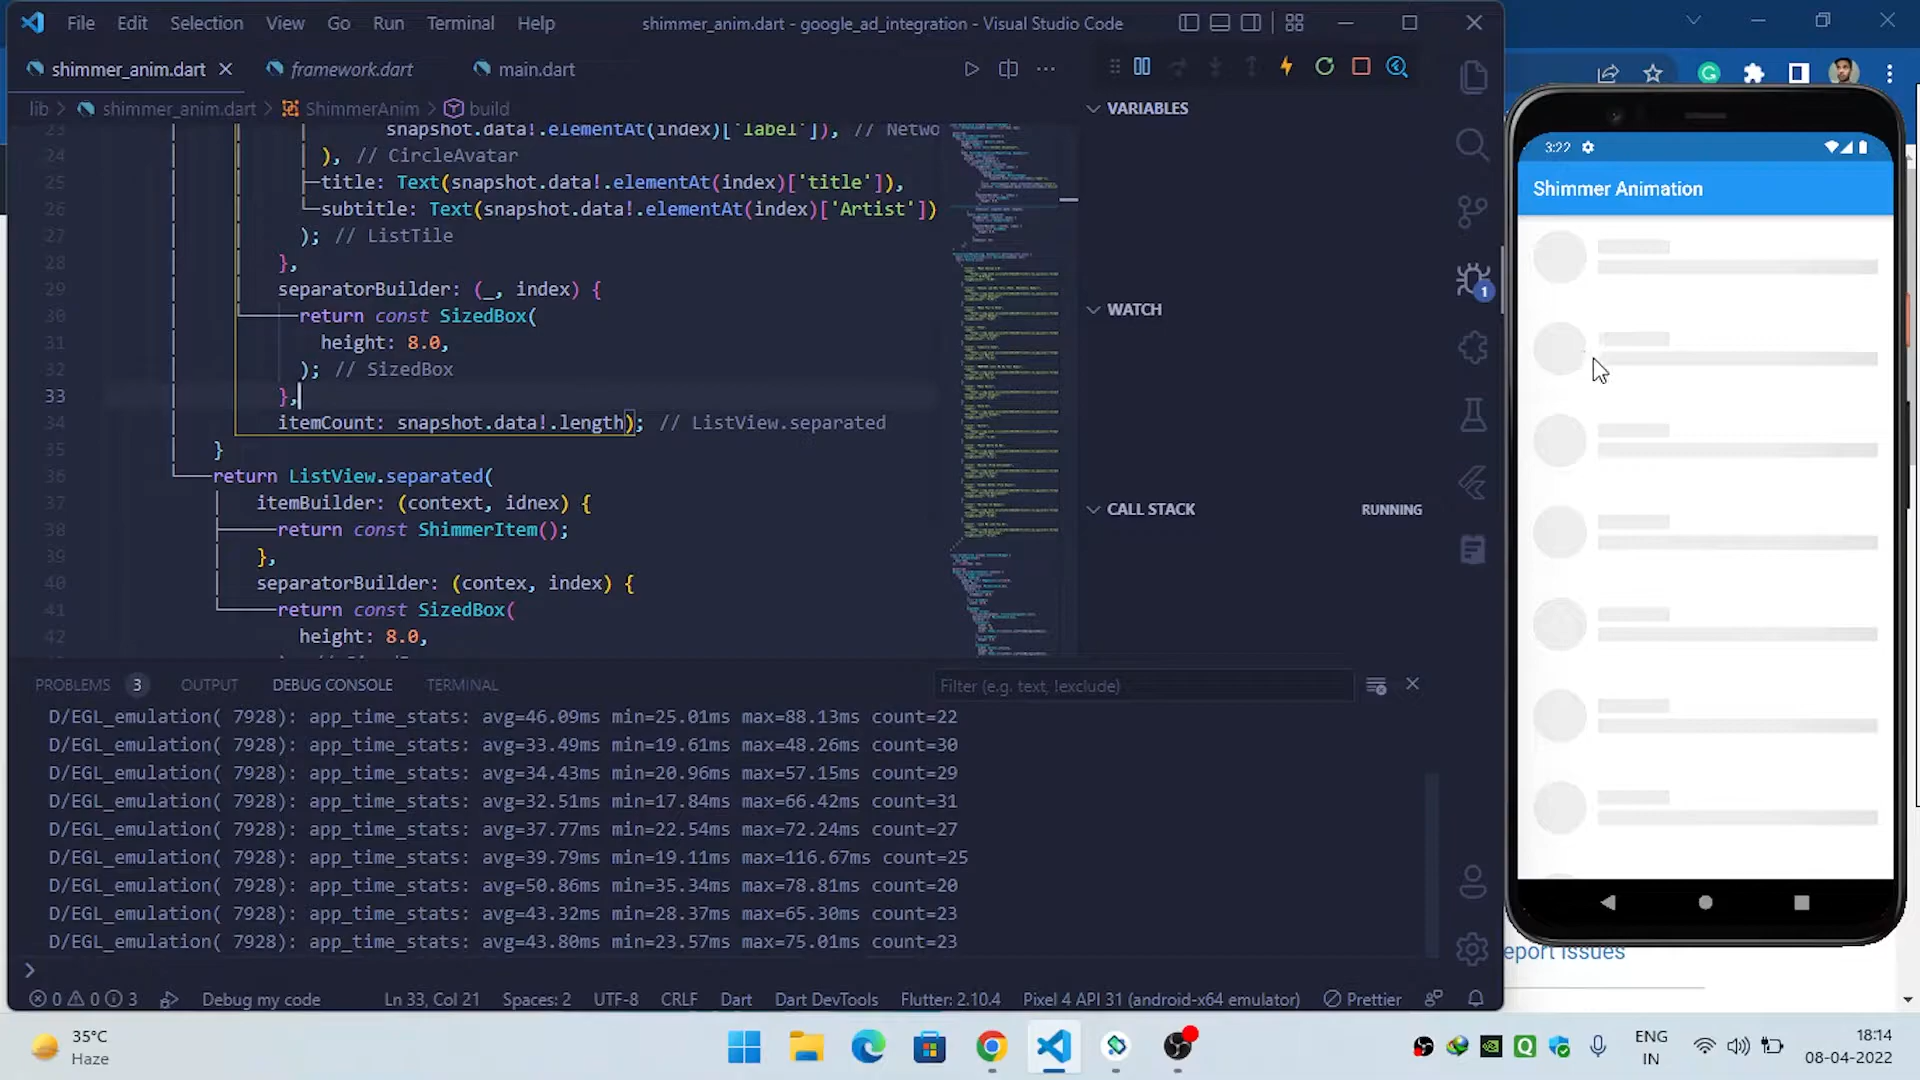 File Edit Selection View Go Run Terminal Help shimmer_anim.dart - google_ad_integration - Visual Studio Code
shimmer_anim.dart framework.dart main.dart
lib > shimmer_anim.dart > ShimmerAnim > build
23 snapshot.data!.elementAt(index)['label']), // Netwo
24 ), // CircleAvatar
25 title: Text(snapshot.data!.elementAt(index)['title']),
26 subtitle: Text(snapshot.data!.elementAt(index)['Artist'])
27 ); // ListTile
28 },
29 separatorBuilder: (_, index) {
30 return const SizedBox(
31 height: 8.0,
32 ); // SizedBox
33 },
34 itemCount: snapshot.data!.length); // ListView.separated
35 }
36 return ListView.separated(
37 itemBuilder: (context, idnex) {
38 return const ShimmerItem();
39 },
40 separatorBuilder: (contex, index) {
41 return const SizedBox(
42 height: 8.0,
VARIABLES
WATCH
CALL STACK RUNNING
1
PROBLEMS 3 OUTPUT DEBUG CONSOLE TERMINAL Filter (e.g. text, !exclude)
D/EGL_emulation( 7928): app_time_stats: avg=46.09ms min=25.01ms max=88.13ms count=22
D/EGL_emulation( 7928): app_time_stats: avg=33.49ms min=19.61ms max=48.26ms count=30
D/EGL_emulation( 7928): app_time_stats: avg=34.43ms min=20.96ms max=57.15ms count=29
D/EGL_emulation( 7928): app_time_stats: avg=32.51ms min=17.84ms max=66.42ms count=31
D/EGL_emulation( 7928): app_time_stats: avg=37.77ms min=22.54ms max=72.24ms count=27
D/EGL_emulation( 7928): app_time_stats: avg=39.79ms min=19.11ms max=116.67ms count=25
D/EGL_emulation( 7928): app_time_stats: avg=50.86ms min=35.34ms max=78.81ms count=20
D/EGL_emulation( 7928): app_time_stats: avg=43.32ms min=28.37ms max=65.30ms count=23
D/EGL_emulation( 7928): app_time_stats: avg=43.80ms min=23.57ms max=75.01ms count=23
>
0 0 3 Debug my code Ln 33, Col 21 Spaces: 2 UTF-8 CRLF Dart Dart DevTools Flutter: 2.10.4 Pixel 4 API 31 (android-x64 emulator) Prettier
3:22
Shimmer Animation
eport Issues
35°C
Haze
ENG
IN
18:14
08-04-2022